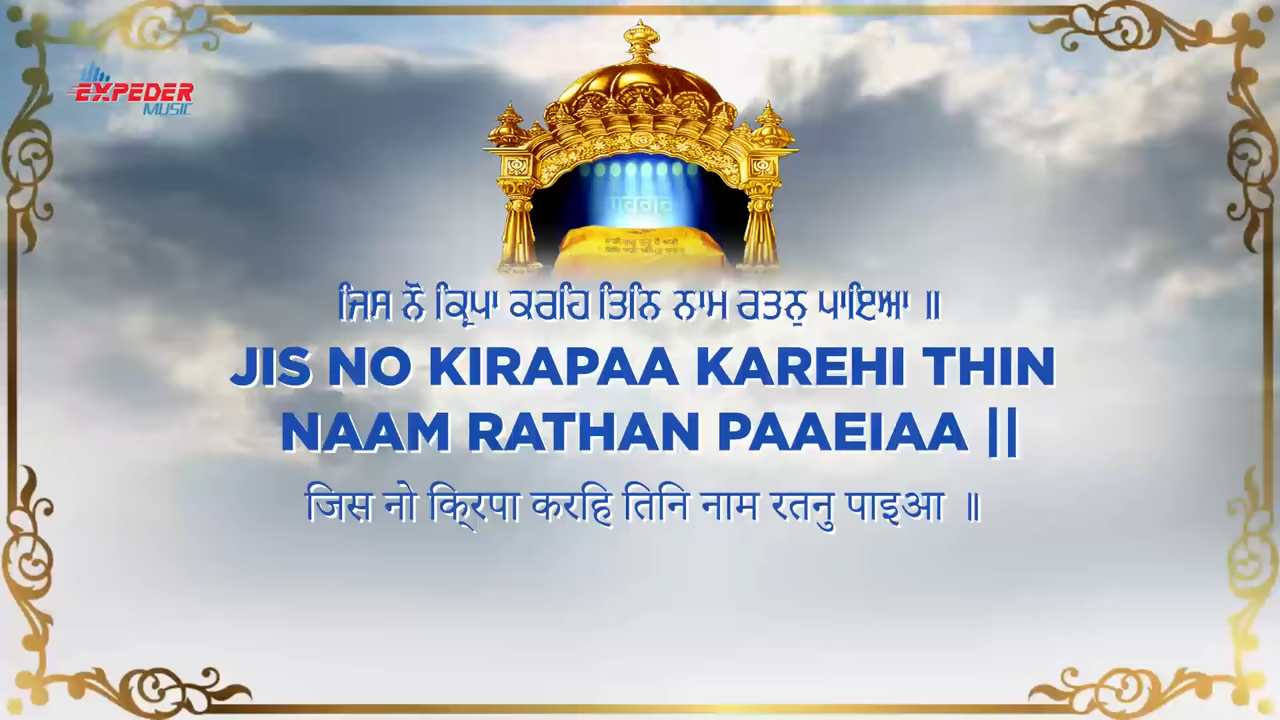 EXPEDER
MUSIC
ਜਿਸ ਨੋ ਕ੍ਰਿਪਾ ਕਰਹਿ ਤਿਨਿ ਨਾਮ ਰਤਨੁ ਪਾਇਆ ॥
JIS NO KIRAPAA KAREHI THIN
NAAM RATHAN PAAEIAA ||
जिस नो क्रिपा करहि तिनि नाम रतनु पाइआ ॥